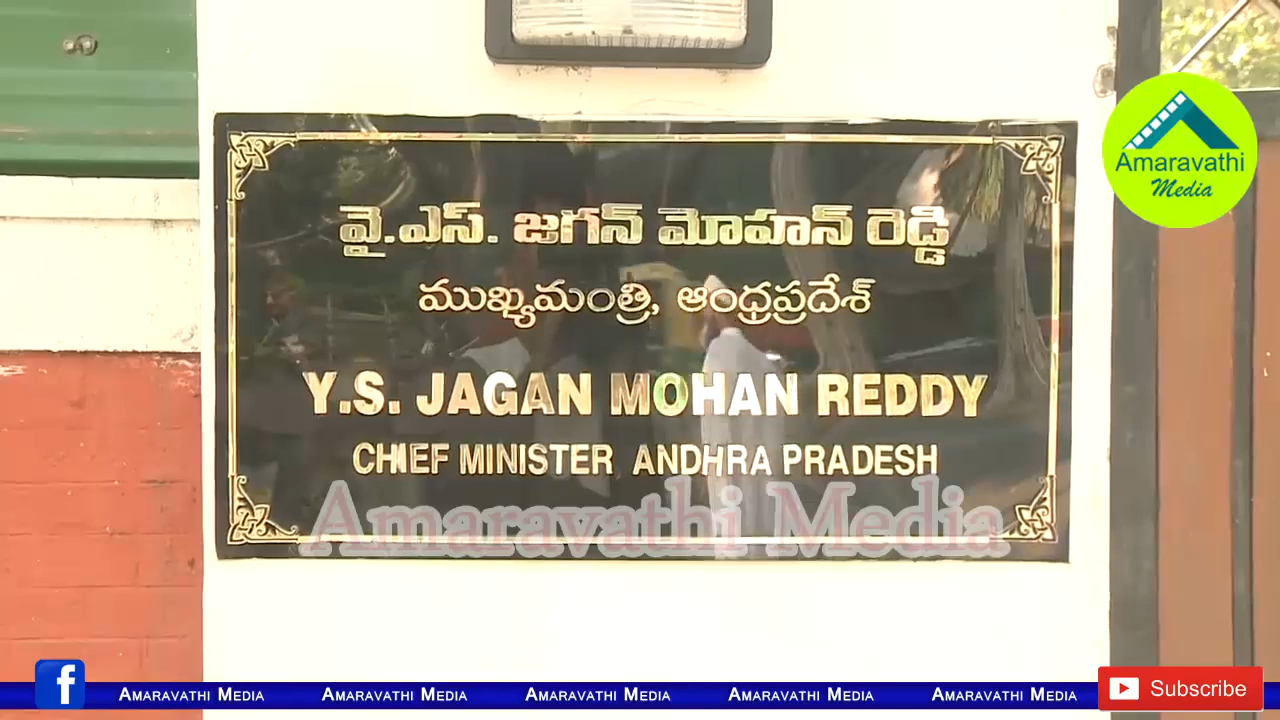 వై.ఎస్. జగన్ మోహన్ రెడ్డి
ముఖ్యమంత్రి, ఆంధ్రప్రదేశ్
Y.S. JAGAN MOHAN REDDY
CHIEF MINISTER ANDHRA PRADESH
Amaravathi Media
Amaravathi
Media
f
AMARAVATHI MEDIA AMARAVATHI MEDIA AMARAVATHI MEDIA AMARAVATHI MEDIA AMARAVATHI MEDIA
Subscribe